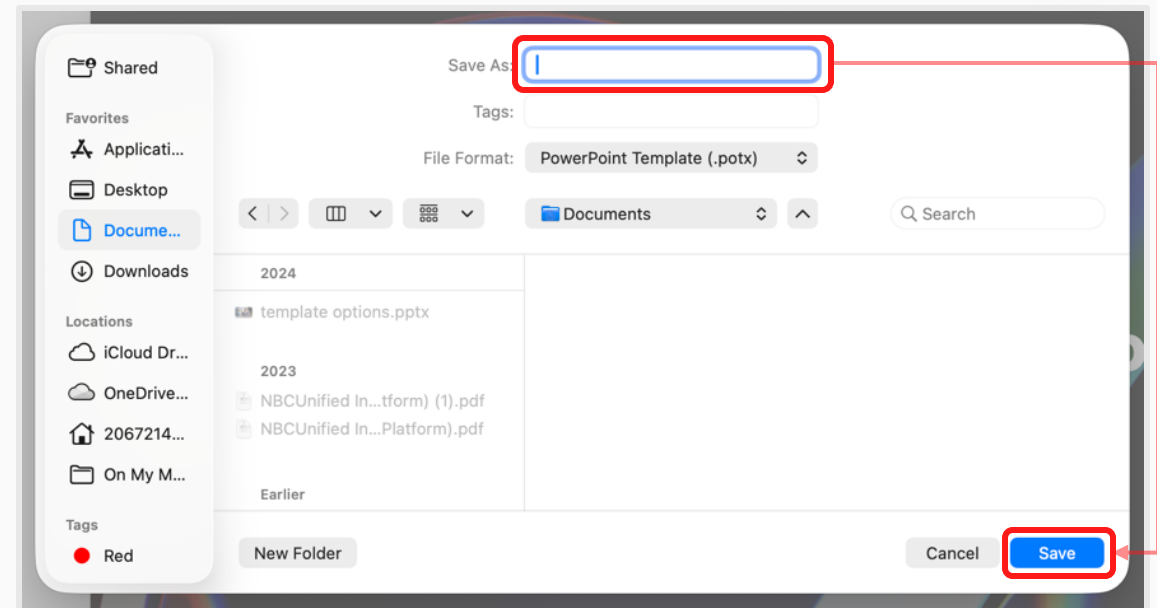 Shared
Favorites
Applicati...
Desktop
Docume...
Downloads
Locations
iCloud Dr...
OneDrive...
2067214...
On My M...
Tags
Red
Save As:
Tags:
File Format: PowerPoint Template (.potx)
Documents
Search
2024
template options.pptx
2023
NBCUnified In...tform) (1).pdf
NBCUnified In...Platform).pdf
Earlier
New Folder
Cancel
Save